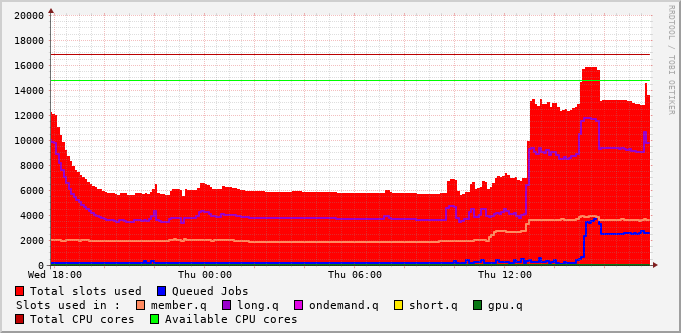 20000
18000
16000
14000
12000
10000
8000
6000
4000
2000
0
Wed 18:00 Thu 00:00 Thu 06:00 Thu 12:00
RRDTOOL / TOBI OETIKER
Total slots used Queued Jobs
Slots used in : member.q long.q ondemand.q short.q gpu.q
Total CPU cores Available CPU cores